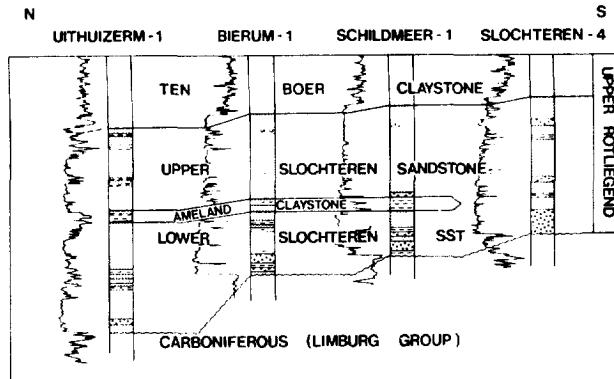 N S
UITHUIZERM - 1 BIERUM - 1 SCHILDMEER - 1 SLOCHTEREN - 4
TEN BOER CLAYSTONE
UPPER SLOCHTEREN SANDSTONE
AMELAND CLAYSTONE
LOWER SLOCHTEREN SST
CARBONIFEROUS (LIMBURG GROUP)
UPPER ROTLIEGEND